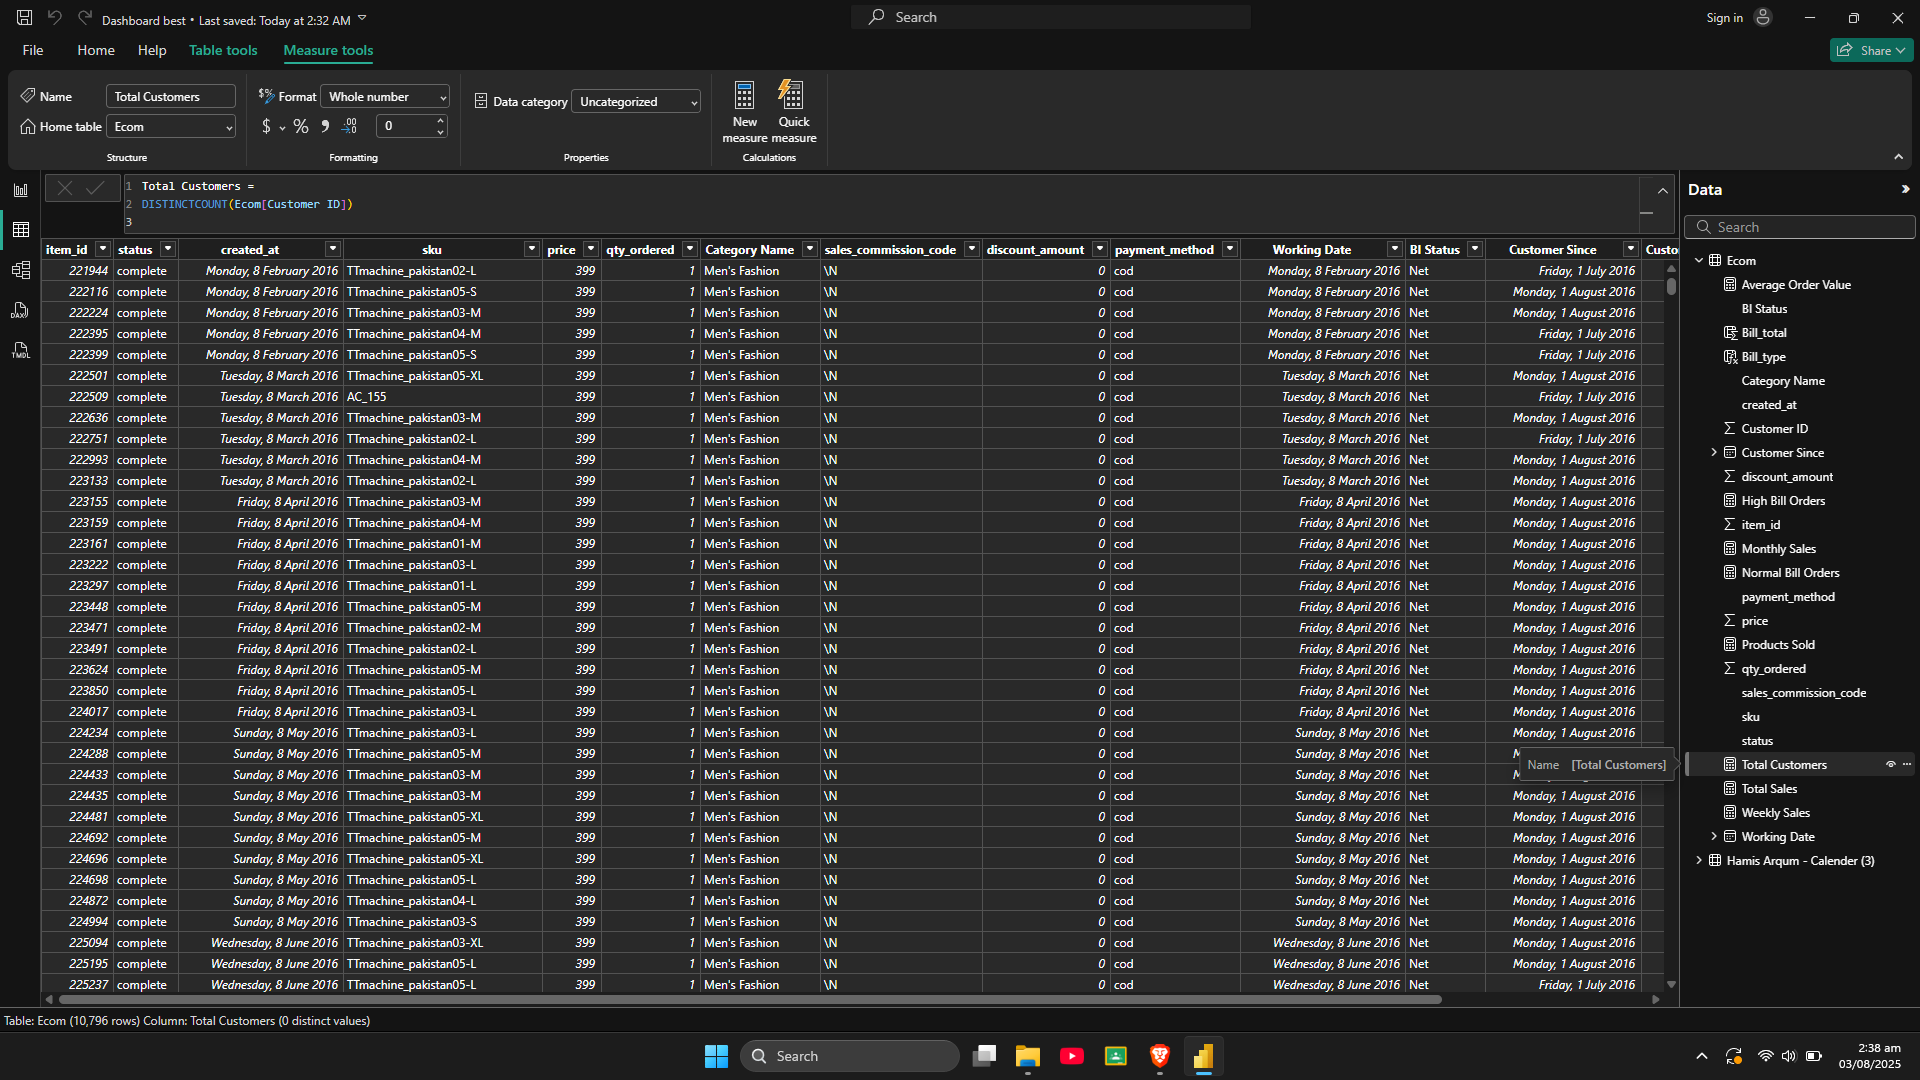 Dashboard best • Last saved: Today at 2:32 AM
Search
Sign in
File Home Help Table tools Measure tools
Share
Name Total Customers
Home table Ecom
Structure
Format Whole number
$ % 0
Formatting
Data category Uncategorized
Properties
New measure
Quick measure
Calculations
1 Total Customers =
2 DISTINCTCOUNT(Ecom[Customer ID])
3
item_id status created_at sku price qty_ordered Category Name sales_commission_code discount_amount payment_method Working Date BI Status Customer Since Custo
221944 complete Monday, 8 February 2016 TTmachine_pakistan02-L 399 1 Men's Fashion \N 0 cod Monday, 8 February 2016 Net Friday, 1 July 2016
222116 complete Monday, 8 February 2016 TTmachine_pakistan05-S 399 1 Men's Fashion \N 0 cod Monday, 8 February 2016 Net Monday, 1 August 2016
222224 complete Monday, 8 February 2016 TTmachine_pakistan03-M 399 1 Men's Fashion \N 0 cod Monday, 8 February 2016 Net Monday, 1 August 2016
222395 complete Monday, 8 February 2016 TTmachine_pakistan04-M 399 1 Men's Fashion \N 0 cod Monday, 8 February 2016 Net Friday, 1 July 2016
222399 complete Monday, 8 February 2016 TTmachine_pakistan05-S 399 1 Men's Fashion \N 0 cod Monday, 8 February 2016 Net Friday, 1 July 2016
222501 complete Tuesday, 8 March 2016 TTmachine_pakistan05-XL 399 1 Men's Fashion \N 0 cod Tuesday, 8 March 2016 Net Monday, 1 August 2016
222509 complete Tuesday, 8 March 2016 AC_155 399 1 Men's Fashion \N 0 cod Tuesday, 8 March 2016 Net Friday, 1 July 2016
222636 complete Tuesday, 8 March 2016 TTmachine_pakistan03-M 399 1 Men's Fashion \N 0 cod Tuesday, 8 March 2016 Net Monday, 1 August 2016
222751 complete Tuesday, 8 March 2016 TTmachine_pakistan02-L 399 1 Men's Fashion \N 0 cod Tuesday, 8 March 2016 Net Friday, 1 July 2016
222993 complete Tuesday, 8 March 2016 TTmachine_pakistan04-M 399 1 Men's Fashion \N 0 cod Tuesday, 8 March 2016 Net Monday, 1 August 2016
223133 complete Tuesday, 8 March 2016 TTmachine_pakistan02-L 399 1 Men's Fashion \N 0 cod Tuesday, 8 March 2016 Net Monday, 1 August 2016
223155 complete Friday, 8 April 2016 TTmachine_pakistan03-M 399 1 Men's Fashion \N 0 cod Friday, 8 April 2016 Net Monday, 1 August 2016
223159 complete Friday, 8 April 2016 TTmachine_pakistan04-M 399 1 Men's Fashion \N 0 cod Friday, 8 April 2016 Net Monday, 1 August 2016
223161 complete Friday, 8 April 2016 TTmachine_pakistan01-M 399 1 Men's Fashion \N 0 cod Friday, 8 April 2016 Net Monday, 1 August 2016
223222 complete Friday, 8 April 2016 TTmachine_pakistan03-L 399 1 Men's Fashion \N 0 cod Friday, 8 April 2016 Net Monday, 1 August 2016
223297 complete Friday, 8 April 2016 TTmachine_pakistan01-L 399 1 Men's Fashion \N 0 cod Friday, 8 April 2016 Net Monday, 1 August 2016
223448 complete Friday, 8 April 2016 TTmachine_pakistan05-M 399 1 Men's Fashion \N 0 cod Friday, 8 April 2016 Net Monday, 1 August 2016
223471 complete Friday, 8 April 2016 TTmachine_pakistan02-M 399 1 Men's Fashion \N 0 cod Friday, 8 April 2016 Net Monday, 1 August 2016
223491 complete Friday, 8 April 2016 TTmachine_pakistan02-L 399 1 Men's Fashion \N 0 cod Friday, 8 April 2016 Net Monday, 1 August 2016
223624 complete Friday, 8 April 2016 TTmachine_pakistan05-M 399 1 Men's Fashion \N 0 cod Friday, 8 April 2016 Net Monday, 1 August 2016
223850 complete Friday, 8 April 2016 TTmachine_pakistan05-L 399 1 Men's Fashion \N 0 cod Friday, 8 April 2016 Net Monday, 1 August 2016
224017 complete Friday, 8 April 2016 TTmachine_pakistan03-L 399 1 Men's Fashion \N 0 cod Friday, 8 April 2016 Net Monday, 1 August 2016
224234 complete Sunday, 8 May 2016 TTmachine_pakistan03-L 399 1 Men's Fashion \N 0 cod Sunday, 8 May 2016 Net Monday, 1 August 2016
224288 complete Sunday, 8 May 2016 TTmachine_pakistan05-M 399 1 Men's Fashion \N 0 cod Sunday, 8 May 2016 Net
224433 complete Sunday, 8 May 2016 TTmachine_pakistan03-M 399 1 Men's Fashion \N 0 cod Sunday, 8 May 2016 Net
224435 complete Sunday, 8 May 2016 TTmachine_pakistan03-M 399 1 Men's Fashion \N 0 cod Sunday, 8 May 2016 Net Monday, 1 August 2016
224481 complete Sunday, 8 May 2016 TTmachine_pakistan05-XL 399 1 Men's Fashion \N 0 cod Sunday, 8 May 2016 Net Monday, 1 August 2016
224692 complete Sunday, 8 May 2016 TTmachine_pakistan05-M 399 1 Men's Fashion \N 0 cod Sunday, 8 May 2016 Net Monday, 1 August 2016
224696 complete Sunday, 8 May 2016 TTmachine_pakistan05-XL 399 1 Men's Fashion \N 0 cod Sunday, 8 May 2016 Net Monday, 1 August 2016
224698 complete Sunday, 8 May 2016 TTmachine_pakistan05-L 399 1 Men's Fashion \N 0 cod Sunday, 8 May 2016 Net Monday, 1 August 2016
224872 complete Sunday, 8 May 2016 TTmachine_pakistan04-L 399 1 Men's Fashion \N 0 cod Sunday, 8 May 2016 Net Monday, 1 August 2016
224994 complete Sunday, 8 May 2016 TTmachine_pakistan03-S 399 1 Men's Fashion \N 0 cod Sunday, 8 May 2016 Net Monday, 1 August 2016
225094 complete Wednesday, 8 June 2016 TTmachine_pakistan03-XL 399 1 Men's Fashion \N 0 cod Wednesday, 8 June 2016 Net Monday, 1 August 2016
225195 complete Wednesday, 8 June 2016 TTmachine_pakistan05-L 399 1 Men's Fashion \N 0 cod Wednesday, 8 June 2016 Net Monday, 1 August 2016
225237 complete Wednesday, 8 June 2016 TTmachine_pakistan05-L 399 1 Men's Fashion \N 0 cod Wednesday, 8 June 2016 Net Friday, 1 July 2016
Name [Total Customers]
DAX
TMDL
Data
Search
Ecom
Average Order Value
BI Status
Bill_total
Bill_type
Category Name
created_at
Customer ID
Customer Since
discount_amount
High Bill Orders
item_id
Monthly Sales
Normal Bill Orders
payment_method
price
Products Sold
qty_ordered
sales_commission_code
sku
status
Total Customers
Total Sales
Weekly Sales
Working Date
Hamis Arqum - Calender (3)
Table: Ecom (10,796 rows) Column: Total Customers (0 distinct values)
Search
2:38 am
03/08/2025